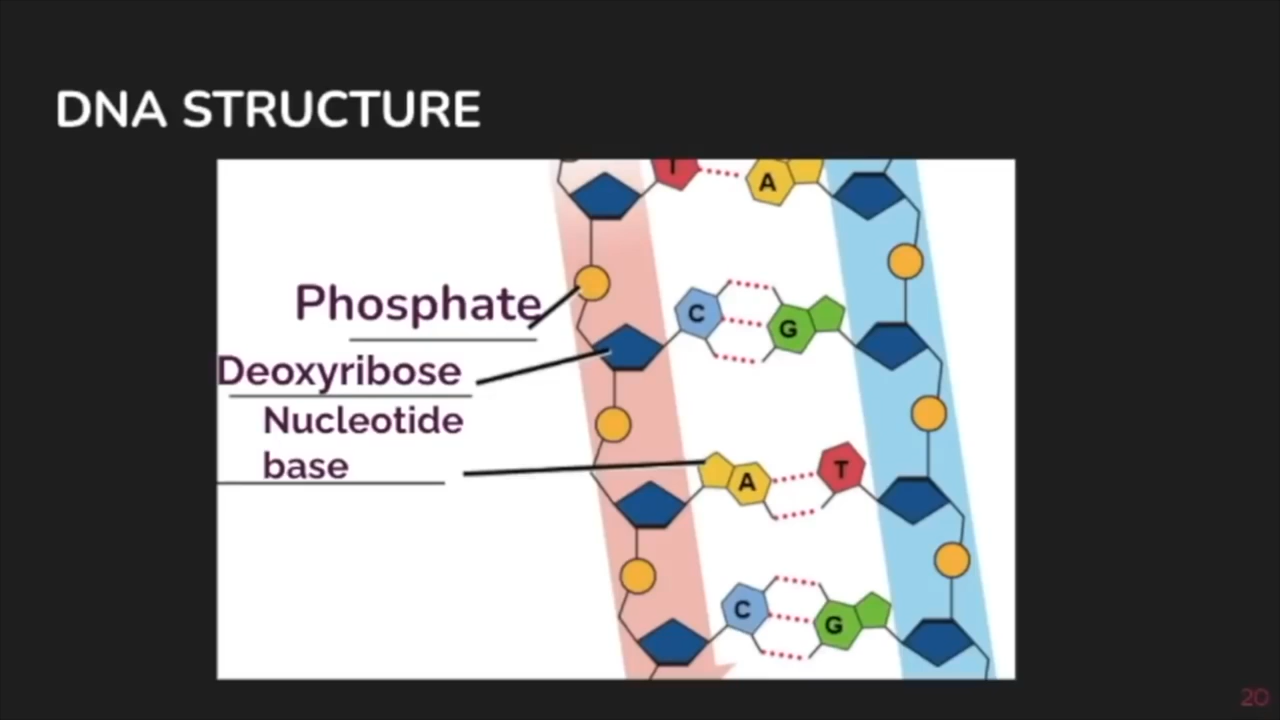 DNA STRUCTURE
T A
Phosphate
C G
Deoxyribose
Nucleotide
base
A T
C G
20